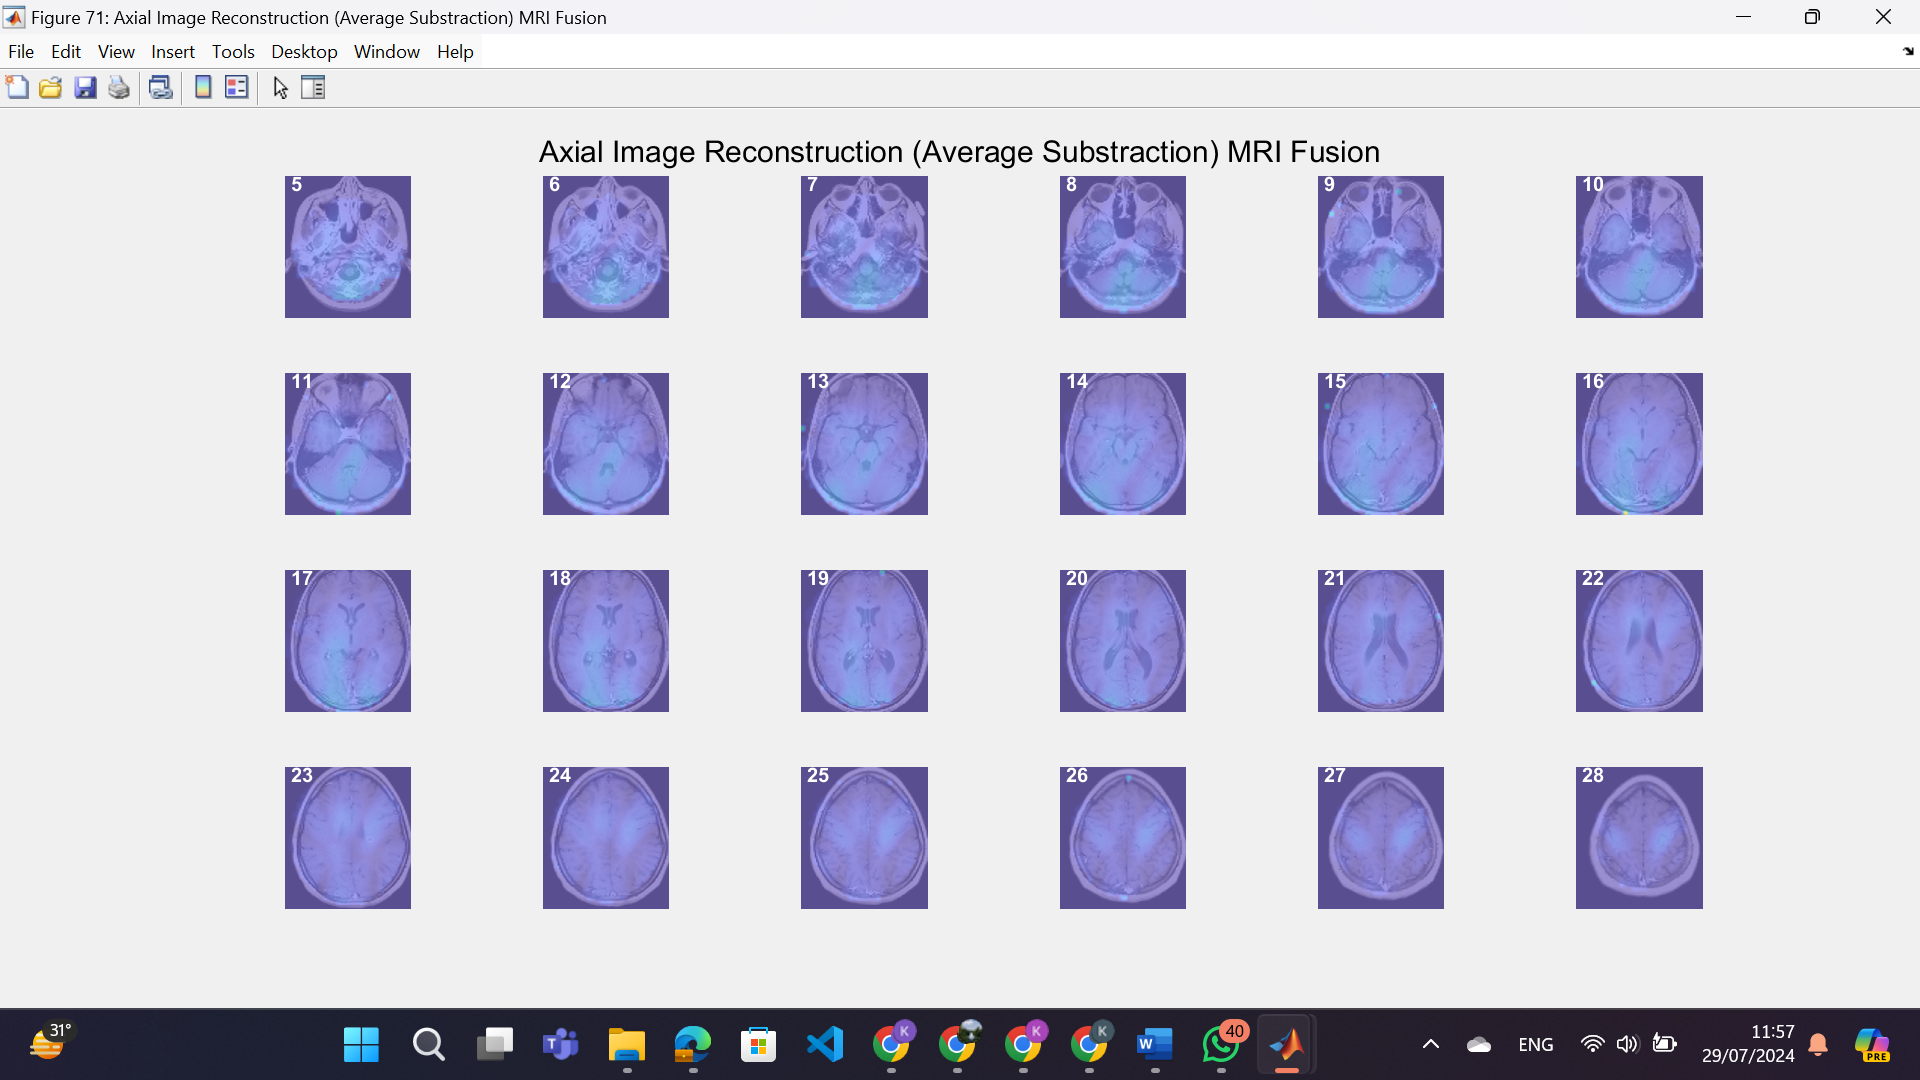 Figure 71: Axial Image Reconstruction (Average Substraction) MRI Fusion
File Edit View Insert Tools Desktop Window Help
Axial Image Reconstruction (Average Substraction) MRI Fusion
5 6 7 8 9 10
11 12 13 14 15 16
17 18 19 20 21 22
23 24 25 26 27 28
31°
T
K
K
K
W
40
ENG
11:57
29/07/2024
PRE